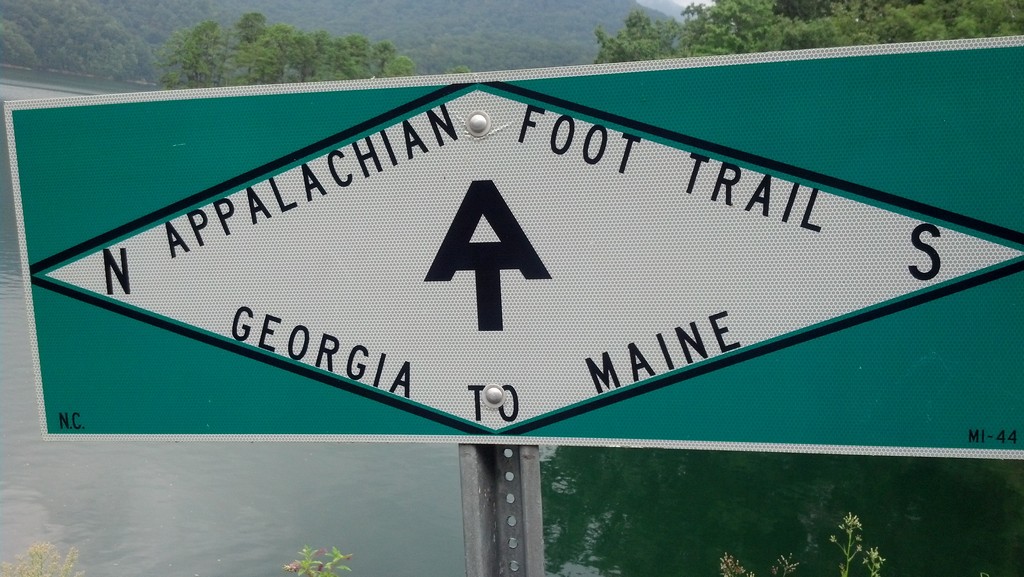 APPALACHIAN FOOT TRAIL
N S
AT
GEORGIA TO MAINE
N.C. MI-44